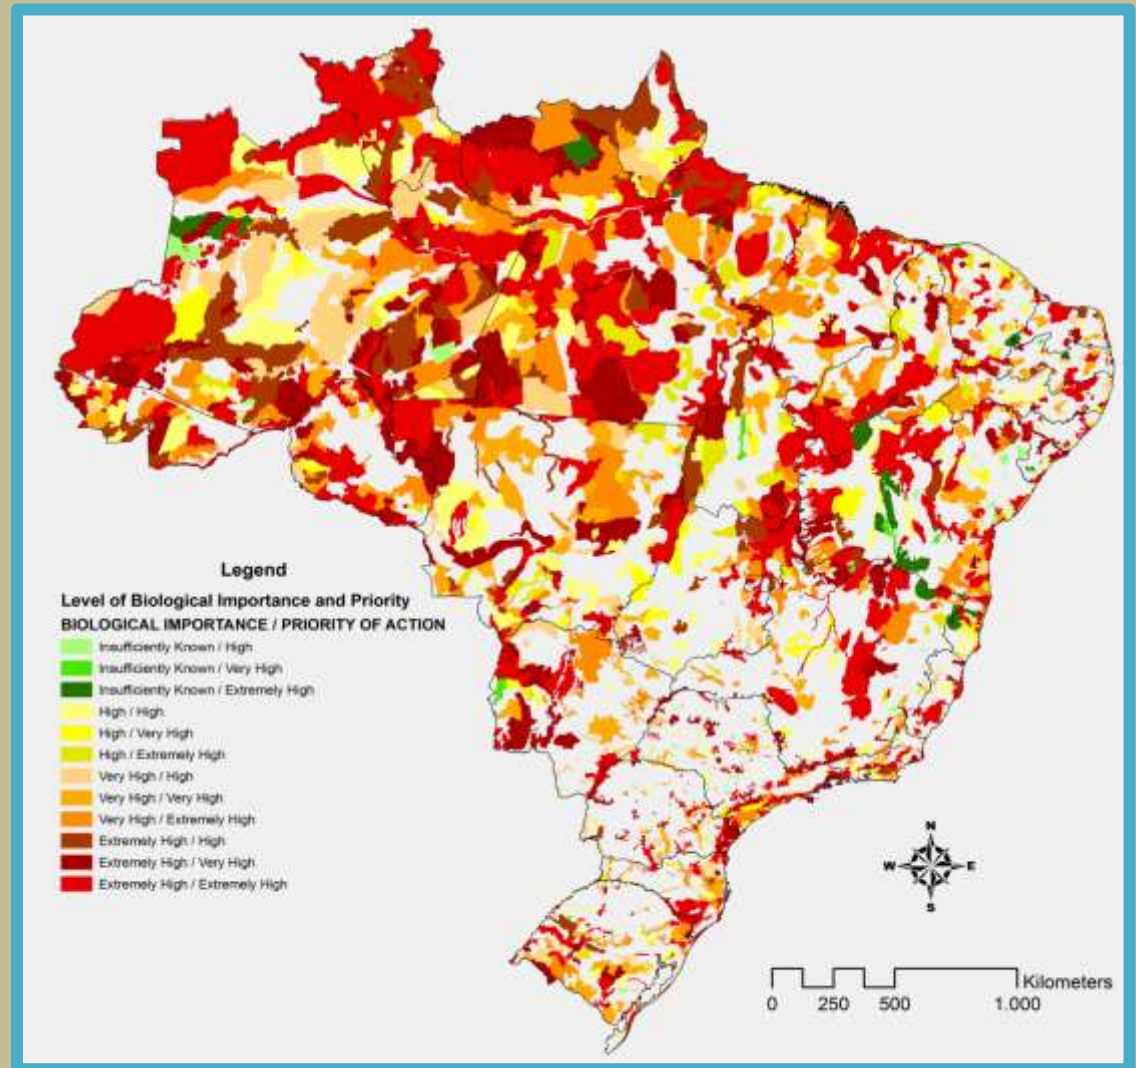 Legend
Level of Biological Importance and Priority
BIOLOGICAL IMPORTANCE / PRIORITY OF ACTION
Insufficiently Known / High
Insufficiently Known / Very High
Insufficiently Known / Extremely High
High / High
High / Very High
High / Extremely High
Very High / High
Very High / Very High
Very High / Extremely High
Extremely High / High
Extremely High / Very High
Extremely High / Extremely High
N
W E
S
Kilometers
0 250 500 1.000